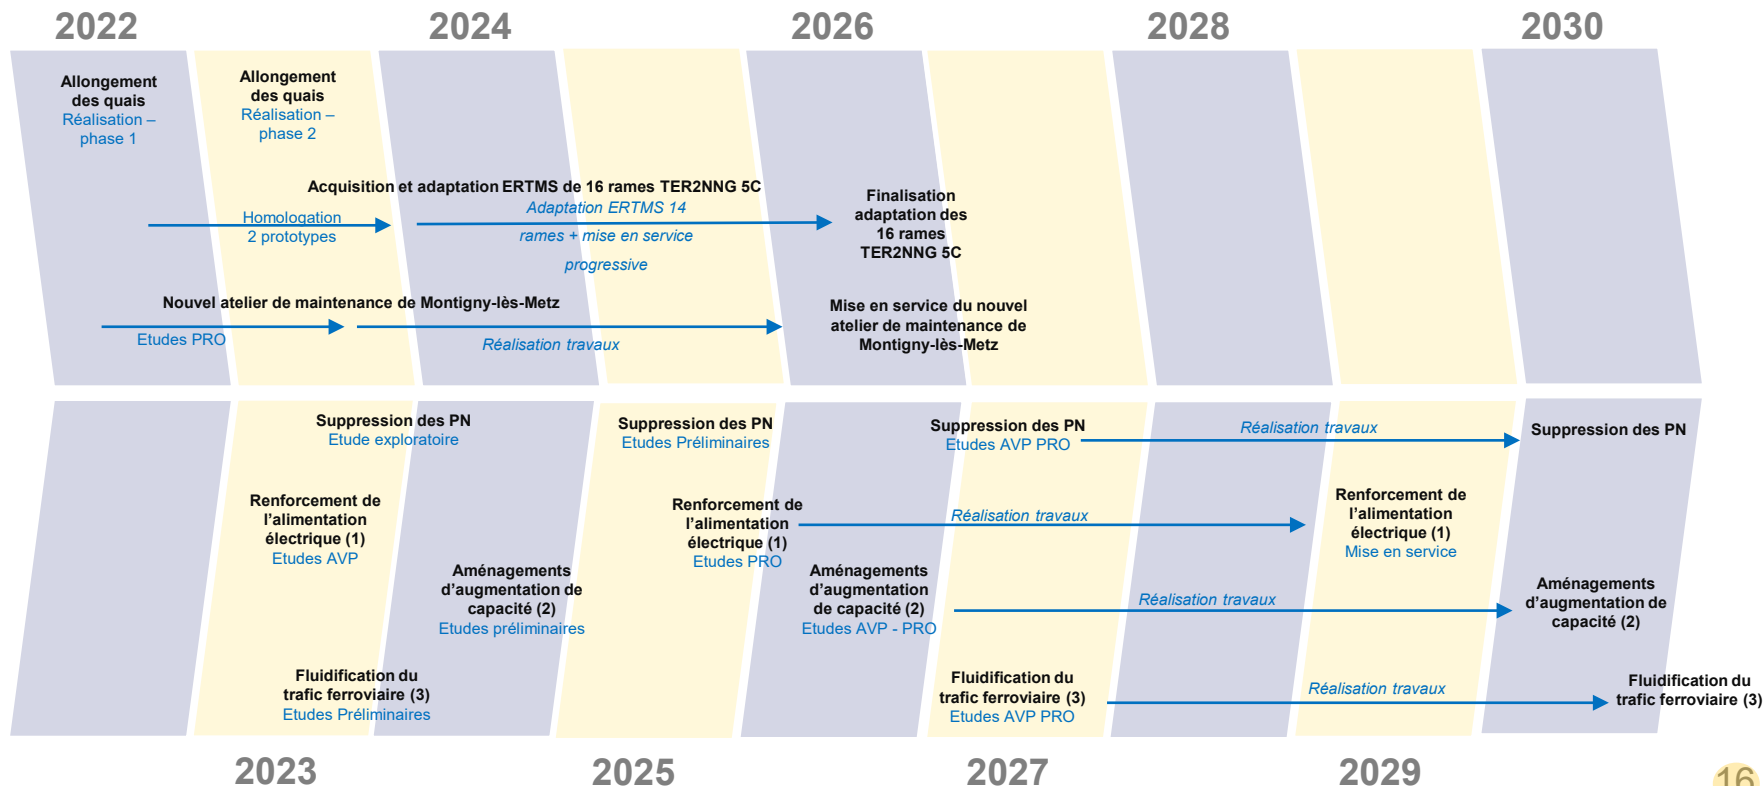 2022
2024
2026
2028
2030
Allongement
des quais
Réalisation –
phase 1
Allongement
des quais
Réalisation –
phase 2
Acquisition et adaptation ERTMS de 16 rames TER2NNG 5C
Homologation
2 prototypes
Adaptation ERTMS 14
rames + mise en service
progressive
Finalisation
adaptation des
16 rames
TER2NNG 5C
Nouvel atelier de maintenance de Montigny-lès-Metz
Etudes PRO
Réalisation travaux
Mise en service du nouvel
atelier de maintenance de
Montigny-lès-Metz
Suppression des PN
Etude exploratoire
Suppression des PN
Etudes Préliminaires
Suppression des PN
Etudes AVP PRO
Réalisation travaux
Suppression des PN
Renforcement de
l’alimentation
électrique (1)
Etudes AVP
Renforcement de
l’alimentation
électrique (1)
Etudes PRO
Réalisation travaux
Renforcement de
l’alimentation
électrique (1)
Mise en service
Aménagements
d’augmentation de
capacité (2)
Etudes préliminaires
Aménagements
d’augmentation
de capacité (2)
Etudes AVP - PRO
Réalisation travaux
Aménagements
d’augmentation de
capacité (2)
Fluidification du
trafic ferroviaire (3)
Etudes Préliminaires
Fluidification du
trafic ferroviaire (3)
Etudes AVP PRO
Réalisation travaux
Fluidification du
trafic ferroviaire (3)
2023
2025
2027
2029
16